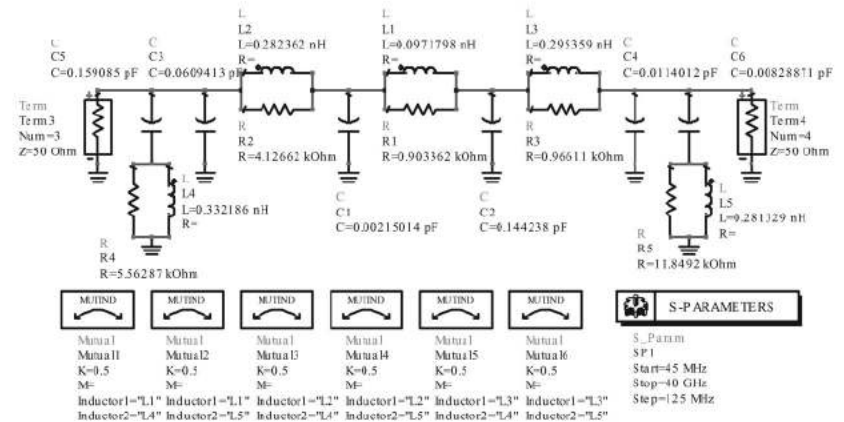 L
L2
L=0.282362 nH
R=
L
L1
L=0.0971798 nH
R=
L
L3
L=0.295359 nH
R=
C
C5
C=0.159085 pF
C
C3
C=0.0609413 pF
C
C4
C=0.0114012 pF
C
C6
C=0.00828871 pF
Term
Term3
Num=3
Z=50 Ohm
R
R2
R=4.12662 kOhm
R
R1
R=0.903362 kOhm
R
R3
R=0.96611 kOhm
Term
Term4
Num=4
Z=50 Ohm
L
L4
L=0.332186 nH
R=
C
C1
C=0.00215014 pF
C
C2
C=0.144238 pF
L
L5
L=0.281329 nH
R=
R
R4
R=5.56287 kOhm
R
R5
R=11.8492 kOhm
MUTIND
Mutual
Mutual1
K=0.5
M=
Inductor1="L1"
Inductor2="L4"
MUTIND
Mutual
Mutual2
K=0.5
M=
Inductor1="L1"
Inductor2="L5"
MUTIND
Mutual
Mutual3
K=0.5
M=
Inductor1="L2"
Inductor2="L4"
MUTIND
Mutual
Mutual4
K=0.5
M=
Inductor1="L2"
Inductor2="L5"
MUTIND
Mutual
Mutual5
K=0.5
M=
Inductor1="L3"
Inductor2="L4"
MUTIND
Mutual
Mutual6
K=0.5
M=
Inductor1="L3"
Inductor2="L5"
S-PARAMETERS
S_Param
SP1
Start=45 MHz
Stop=40 GHz
Step=125 MHz